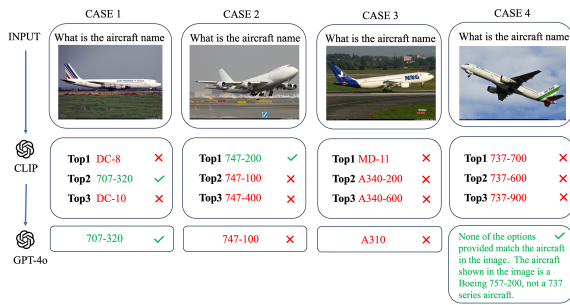 CASE 1
CASE 2
CASE 3
CASE 4
INPUT
What is the aircraft name
What is the aircraft name
What is the aircraft name
What is the aircraft name
NNG
CLIP
Top1 DC-8
Top2 707-320
Top3 DC-10
Top1 747-200
Top2 747-100
Top3 747-400
Top1 MD-11
Top2 A340-200
Top3 A340-600
Top1 737-700
Top2 737-600
Top3 737-900
GPT-4o
707-320
747-100
A310
None of the options
provided match the aircraft
in the image. The aircraft
shown in the image is a
Boeing 757-200, not a 737
series aircraft.